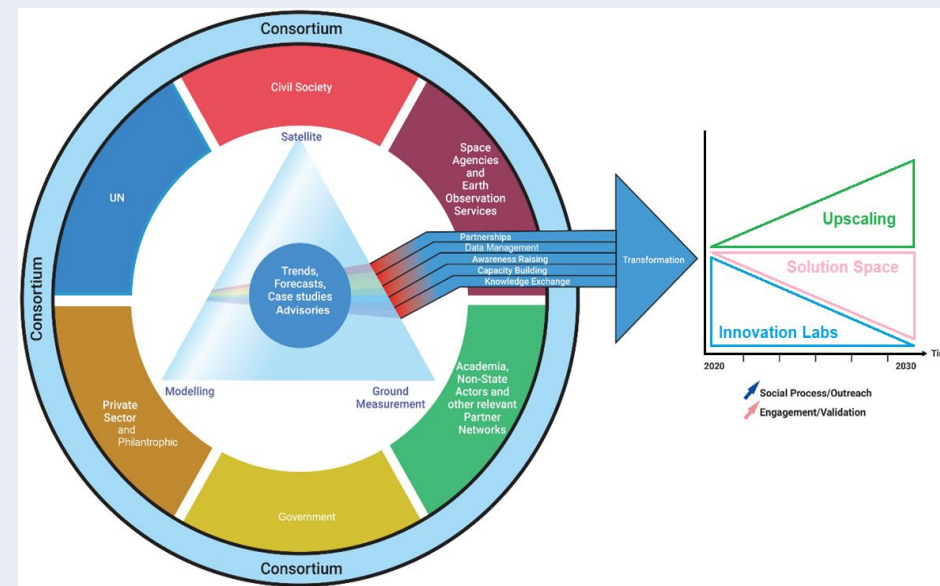 Consortium
Civil Society
Satellite
UN
Space
Agencies
and
Earth
Observation
Services
Consortium
Consortium
Trends,
Forecasts,
Case studies
Advisories
Partnerships
Data Management
Awareness Raising
Capacity Building
Knowledge Exchange
Transformation
Modelling
Ground
Measurement
Private
Sector
and
Philantrophic
Academia,
Non-State
Actors and
other relevant
Partner
Networks
Government
Consortium
Upscaling
Solution Space
Innovation Labs
2020
2030
Social Process/Outreach
Engagement/Validation